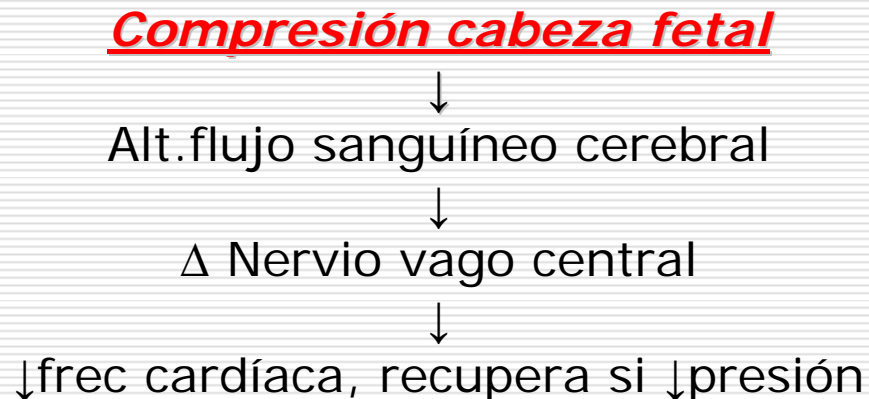 Compresión cabeza fetal
↓
Alt.flujo sanguíneo cerebral
↓
Δ Nervio vago central
↓
↓frec cardíaca, recupera si ↓presión